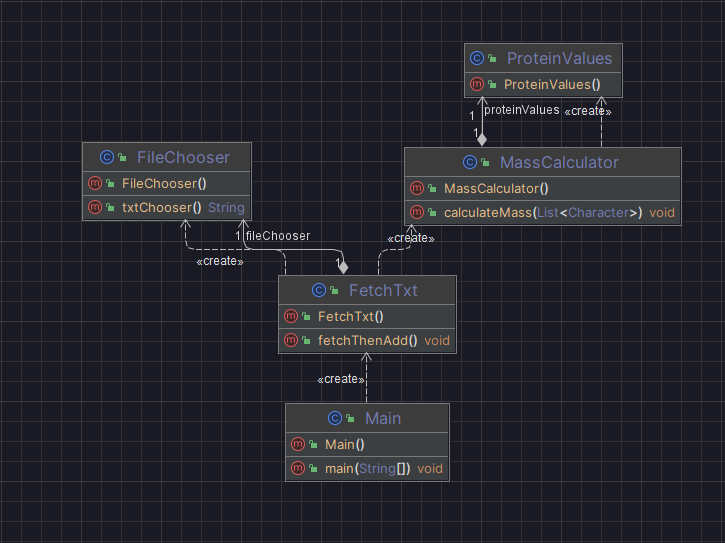 ProteinValues
ProteinValues()
1 proteinValues «create»
1
FileChooser
FileChooser()
txtChooser() String
MassCalculator
MassCalculator()
calculateMass(List<Character>) void
1 fileChooser
«create»
«create»
1
FetchTxt
FetchTxt()
fetchThenAdd() void
«create»
Main
Main()
main(String[]) void